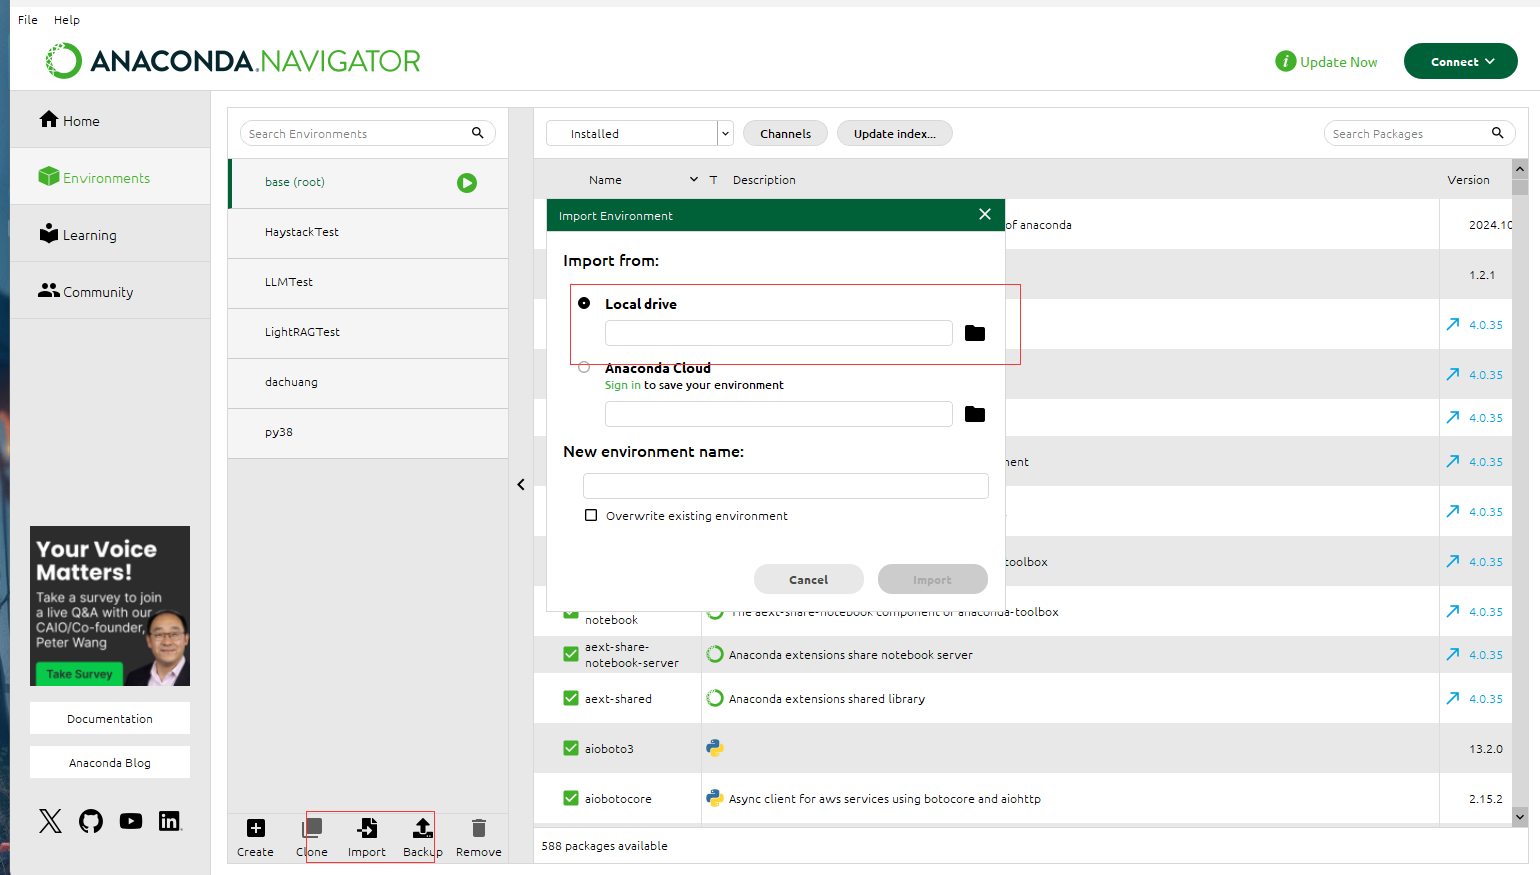 File Help
ANACONDA.NAVIGATOR
Update Now
Connect
Home
Environments
Learning
Community
Your Voice
Matters!
Take a survey to join
a live Q&A with our
CAIO/Co-founder,
Peter Wang
Take Survey
Documentation
Anaconda Blog
Search Environments
base (root)
HaystackTest
LLMTest
LightRAGTest
dachuang
py38
Create Clone Import Backup Remove
Installed Channels Update index... Search Packages
Name T Description Version
of anaconda 2024.10
1.2.1
4.0.35
4.0.35
4.0.35
4.0.35
4.0.35
toolbox 4.0.35
Import Environment
Import from:
Local drive
Anaconda Cloud
Sign in to save your environment
New environment name:
Overwrite existing environment
Cancel Import
notebook The aext-share-notebook component of anaconda-toolbox 4.0.35
aext-share-
notebook-server Anaconda extensions share notebook server 4.0.35
aext-shared Anaconda extensions shared library 4.0.35
aioboto3 13.2.0
aiobotocore Async client for aws services using botocore and aiohttp 2.15.2
588 packages available